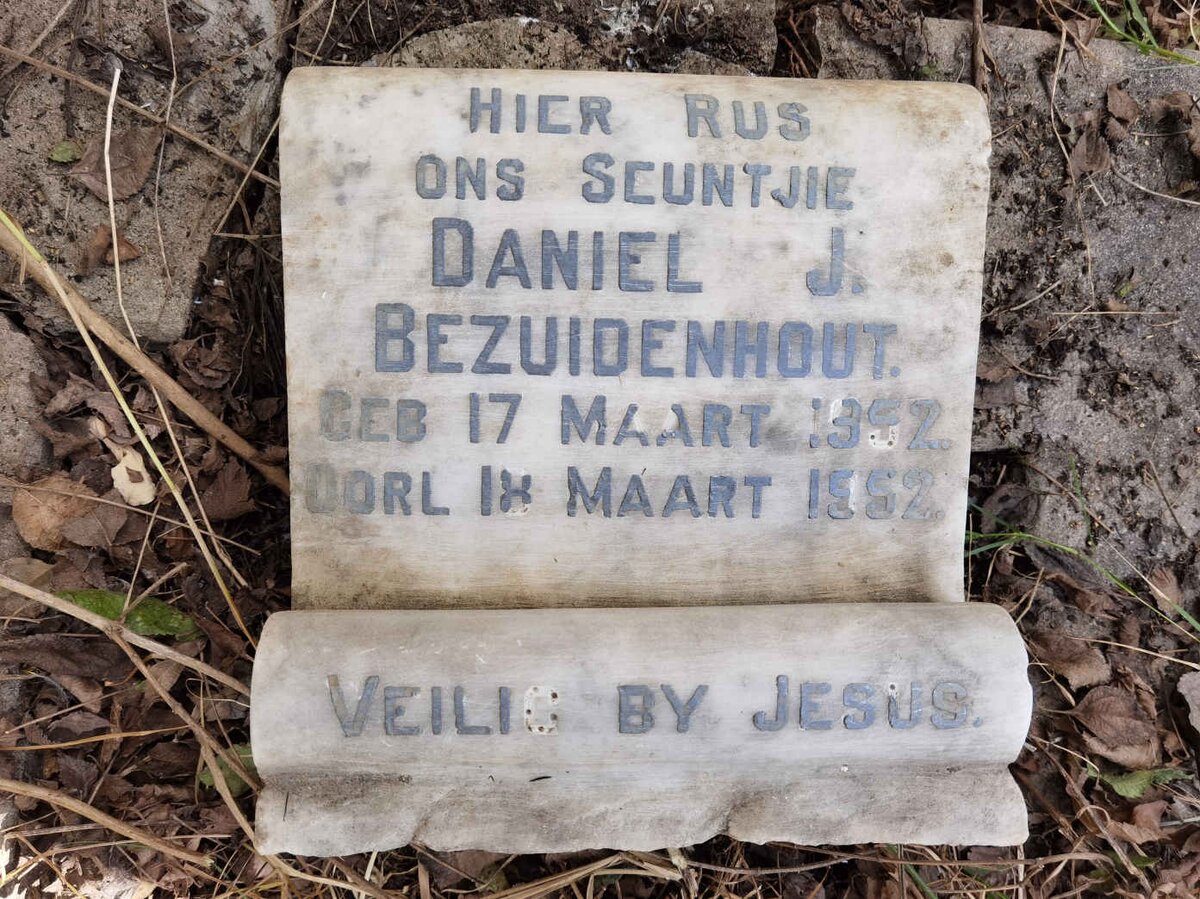 HIER RUS
ONS SEUNTJIE
DANIEL J.
BEZUIDENHOUT.
GEB 17 MAART 1952.
OORL 18 MAART 1952.
VEILIG BY JESUS.